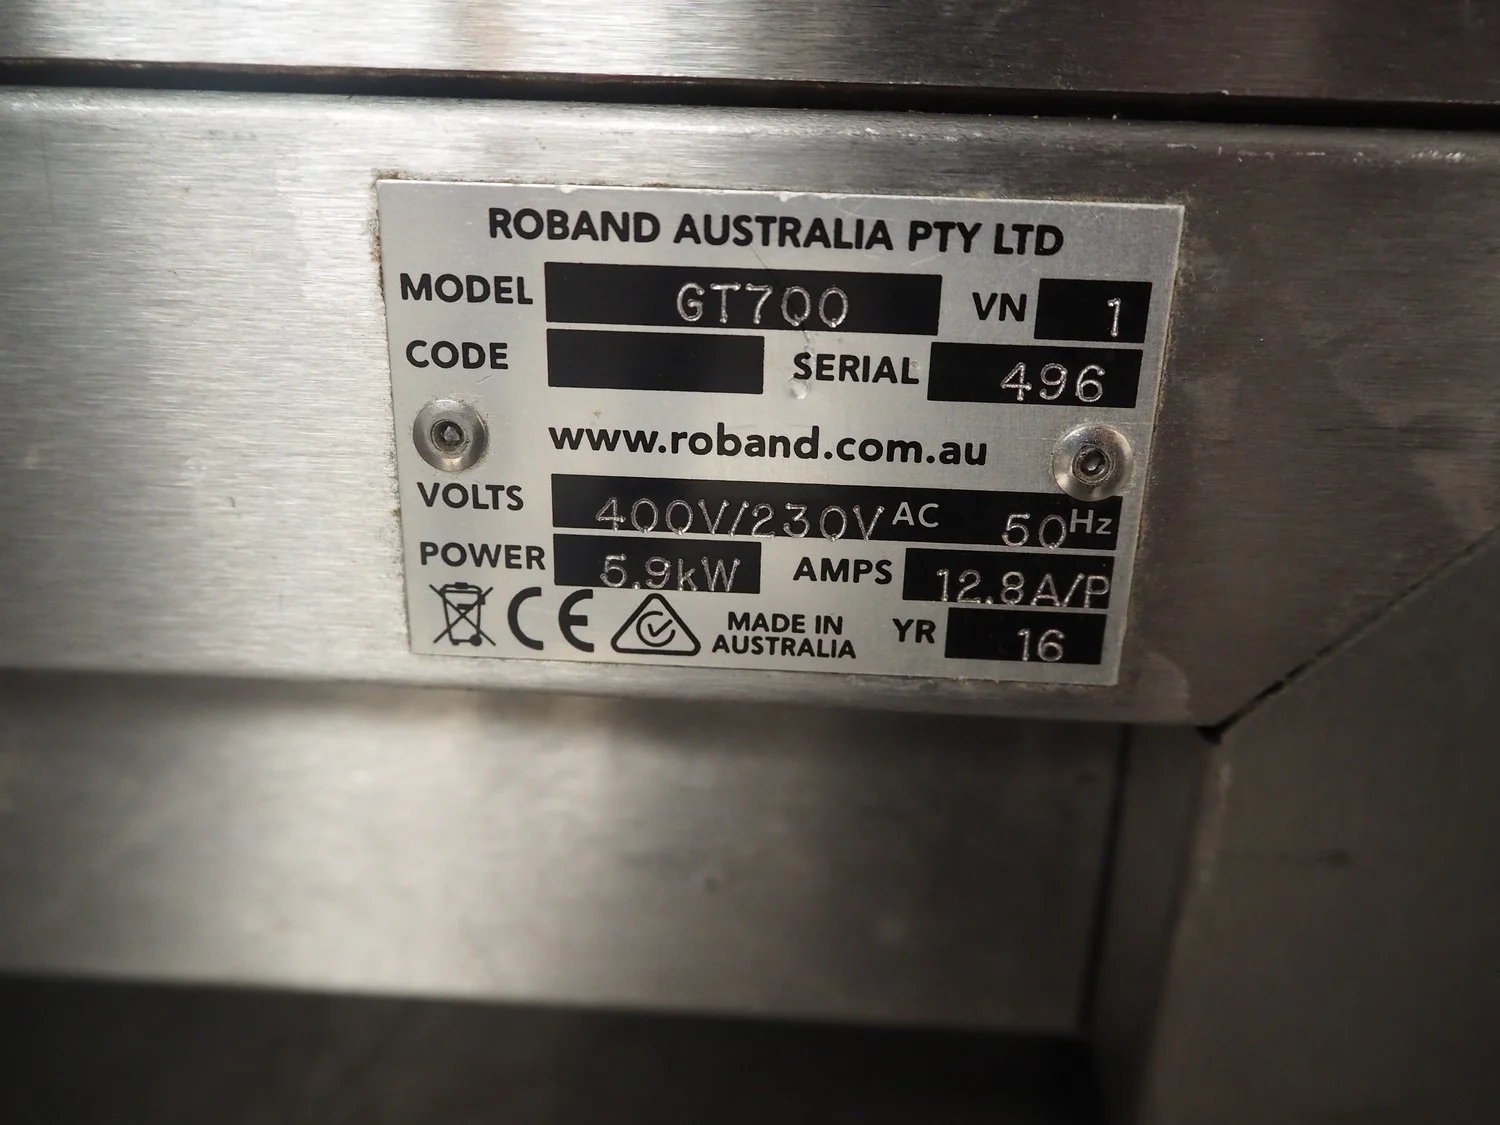 ROBAND AUSTRALIA PTY LTD
MODEL GT700 VN 1
CODE SERIAL 496
www.roband.com.au
VOLTS 400V/230V AC 50Hz
POWER 5.9kW AMPS 12.8A/P
CE MADE IN
AUSTRALIA YR 16